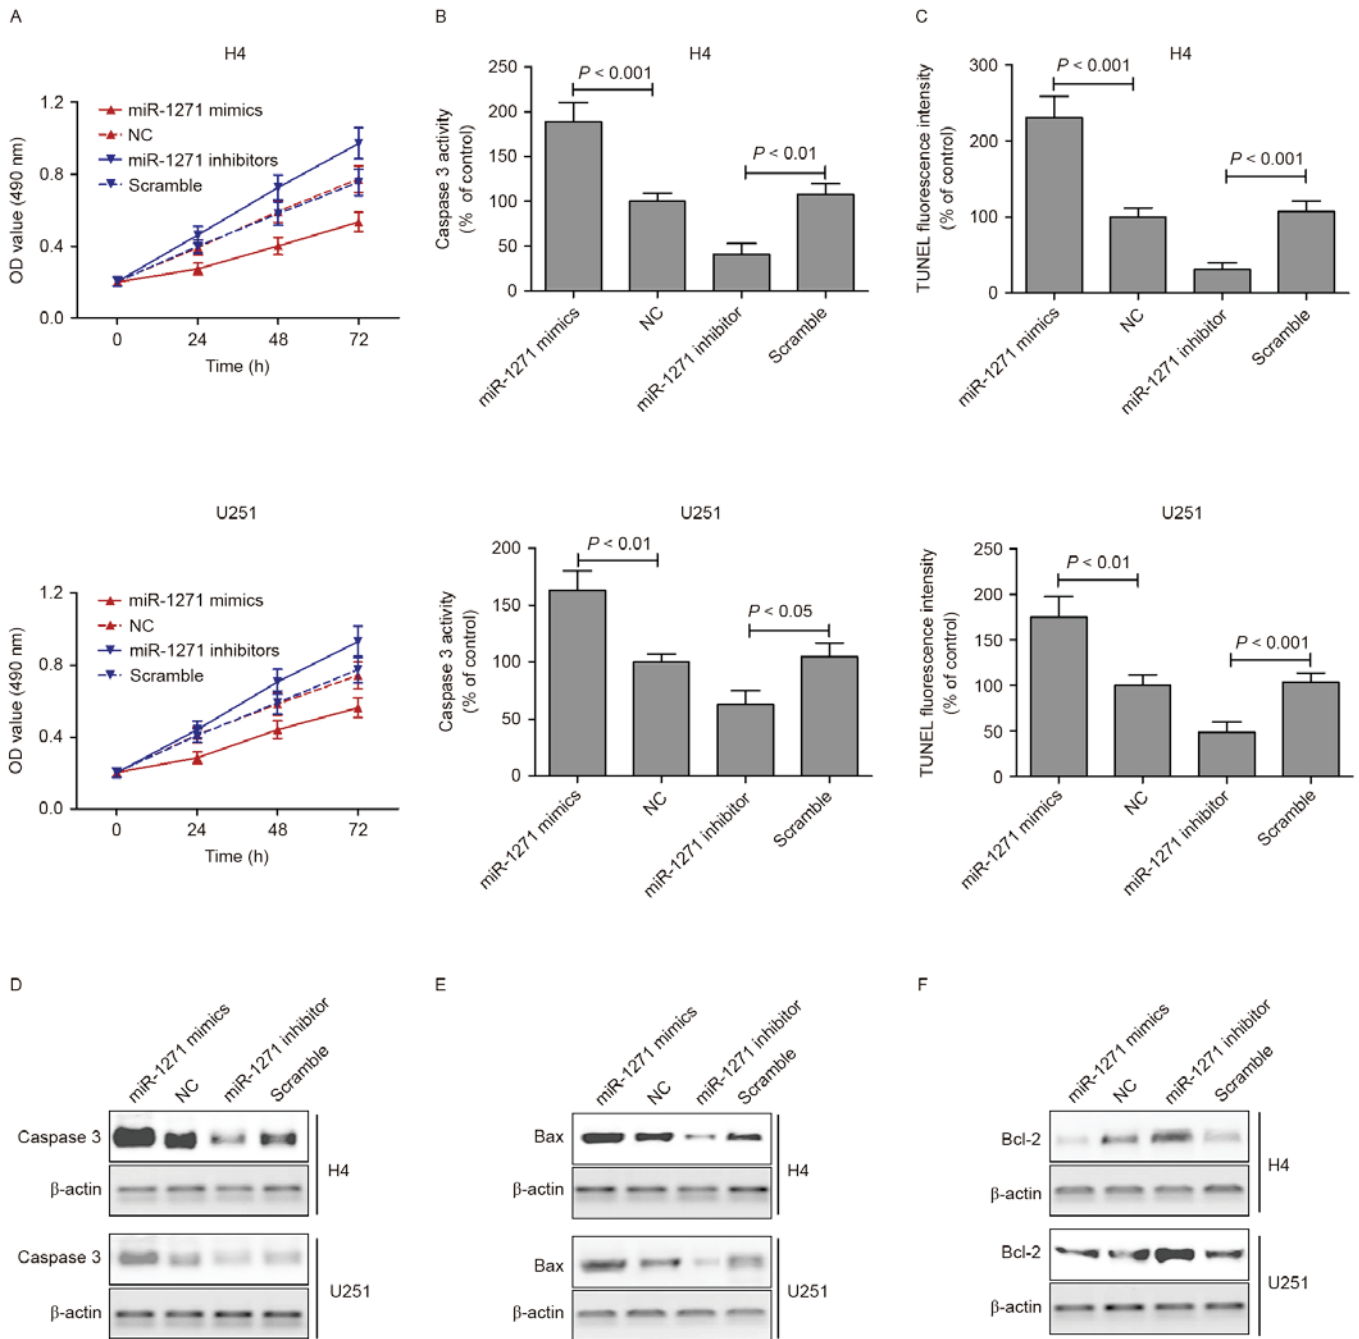 A
H4
OD value (490 nm)
1.2
0.8
0.4
0.0
miR-1271 mimics
NC
miR-1271 inhibitors
Scramble
0 24 48 72
Time (h)
B
H4
Caspase 3 activity
(% of control)
250
200
150
100
50
0
P < 0.001
P < 0.01
miR-1271 mimics
NC
miR-1271 inhibitor
Scramble
C
H4
TUNEL fluorescence intensity
(% of control)
300
200
100
0
P < 0.001
P < 0.001
miR-1271 mimics
NC
miR-1271 inhibitor
Scramble
U251
OD value (490 nm)
1.2
0.8
0.4
0.0
miR-1271 mimics
NC
miR-1271 inhibitors
Scramble
0 24 48 72
Time (h)
U251
Caspase 3 activity
(% of control)
200
150
100
50
0
P < 0.01
P < 0.05
miR-1271 mimics
NC
miR-1271 inhibitor
Scramble
U251
TUNEL fluorescence intensity
(% of control)
250
200
150
100
50
0
P < 0.01
P < 0.001
miR-1271 mimics
NC
miR-1271 inhibitor
Scramble
D
miR-1271 mimics
NC
miR-1271 inhibitor
Scramble
Caspase 3
β-actin
H4
Caspase 3
β-actin
U251
E
miR-1271 mimics
NC
miR-1271 inhibitor
Scramble
Bax
β-actin
H4
Bax
β-actin
U251
F
miR-1271 mimics
NC
miR-1271 inhibitor
Scramble
Bcl-2
β-actin
H4
Bcl-2
β-actin
U251